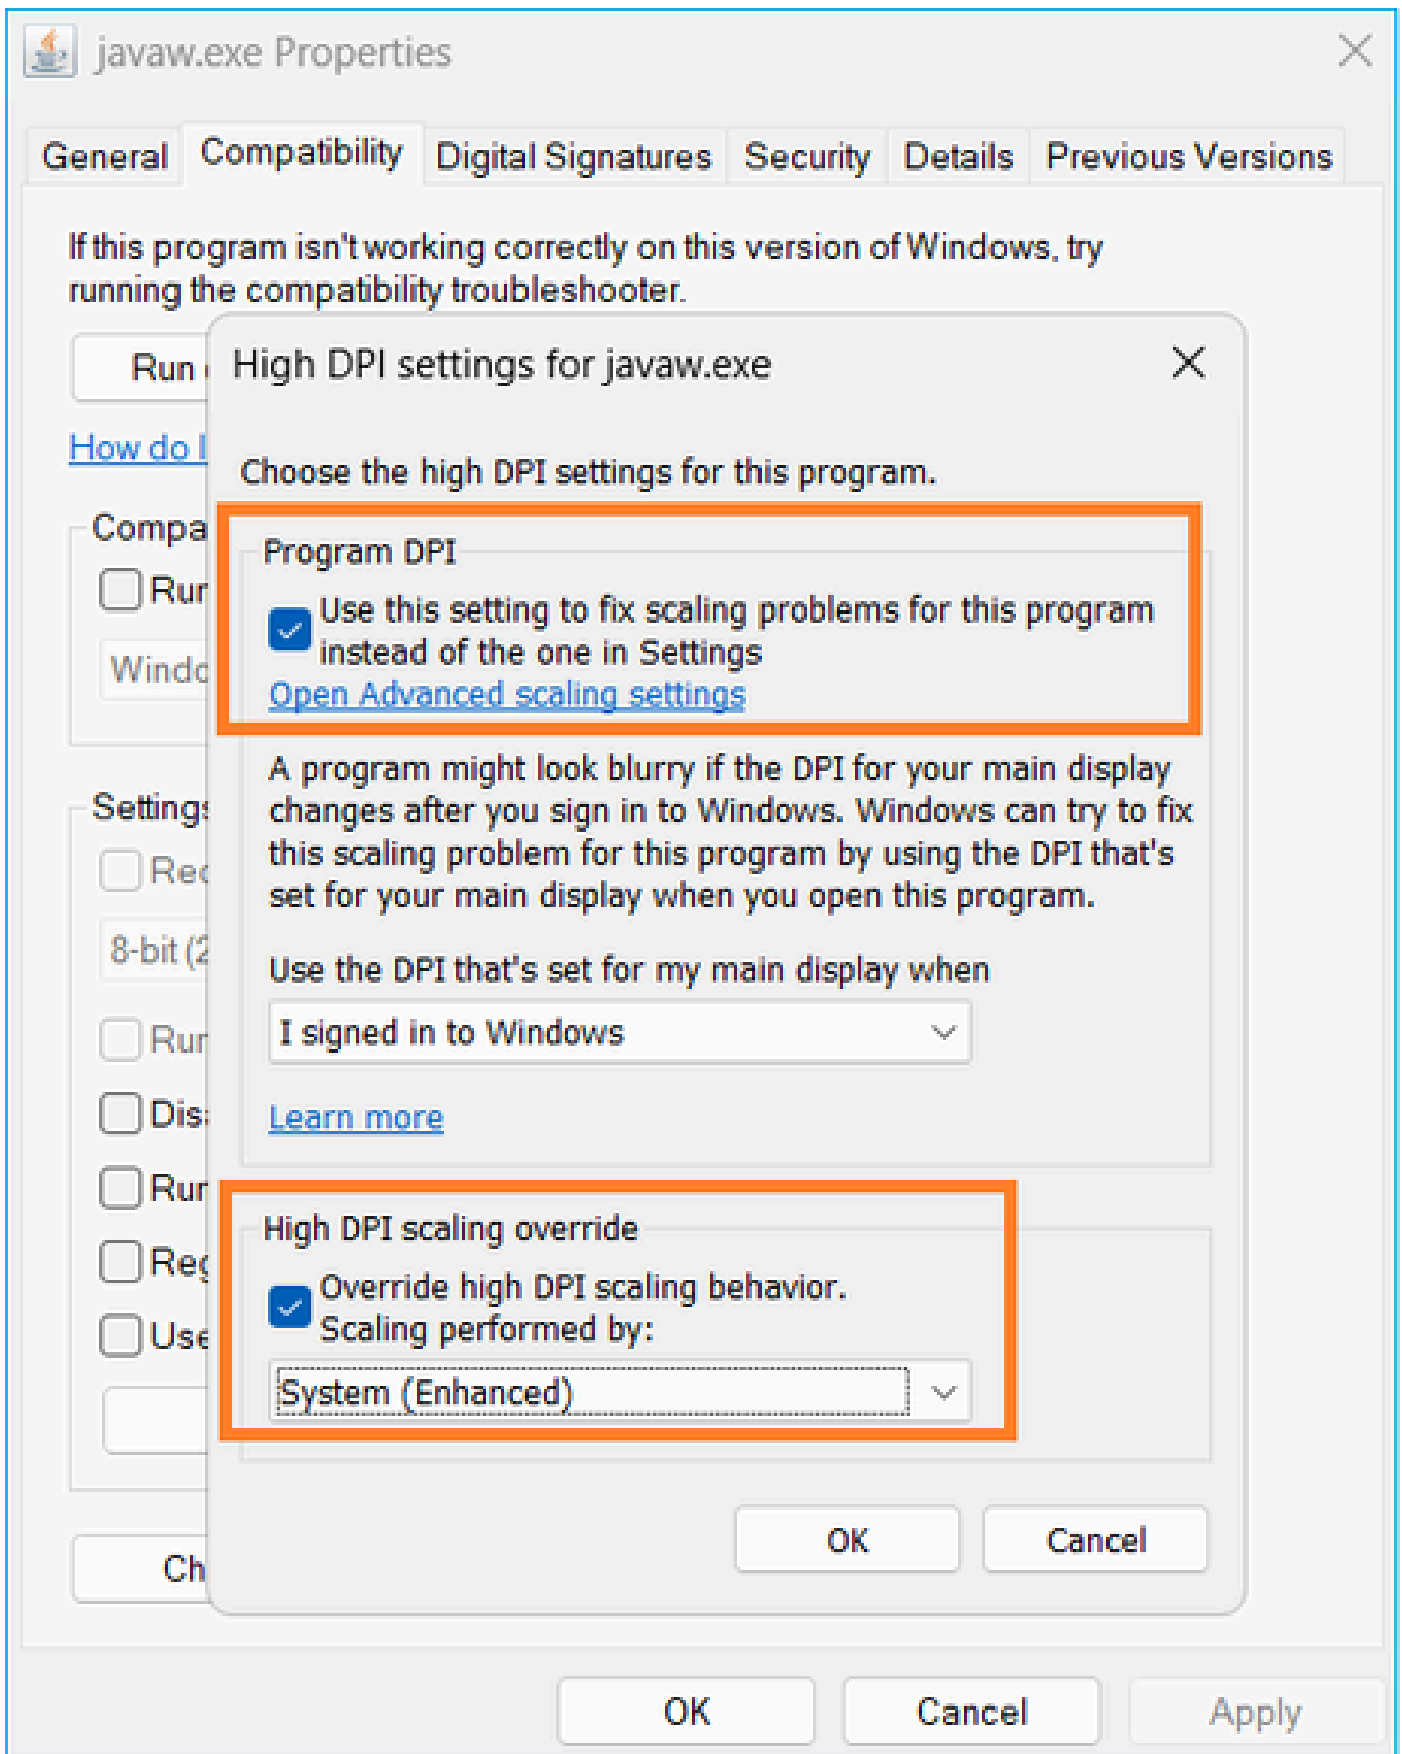 javaw.exe Properties
General Compatibility Digital Signatures Security Details Previous Versions
If this program isn't working correctly on this version of Windows, try
running the compatibility troubleshooter.
Run
High DPI settings for javaw.exe
How do I
Choose the high DPI settings for this program.
Program DPI
Use this setting to fix scaling problems for this program
instead of the one in Settings
Open Advanced scaling settings
A program might look blurry if the DPI for your main display
changes after you sign in to Windows. Windows can try to fix
this scaling problem for this program by using the DPI that's
set for your main display when you open this program.
Settings
8-bit (2
Use the DPI that's set for my main display when
I signed in to Windows
Learn more
High DPI scaling override
Override high DPI scaling behavior.
Scaling performed by:
System (Enhanced)
OK Cancel
OK Cancel Apply